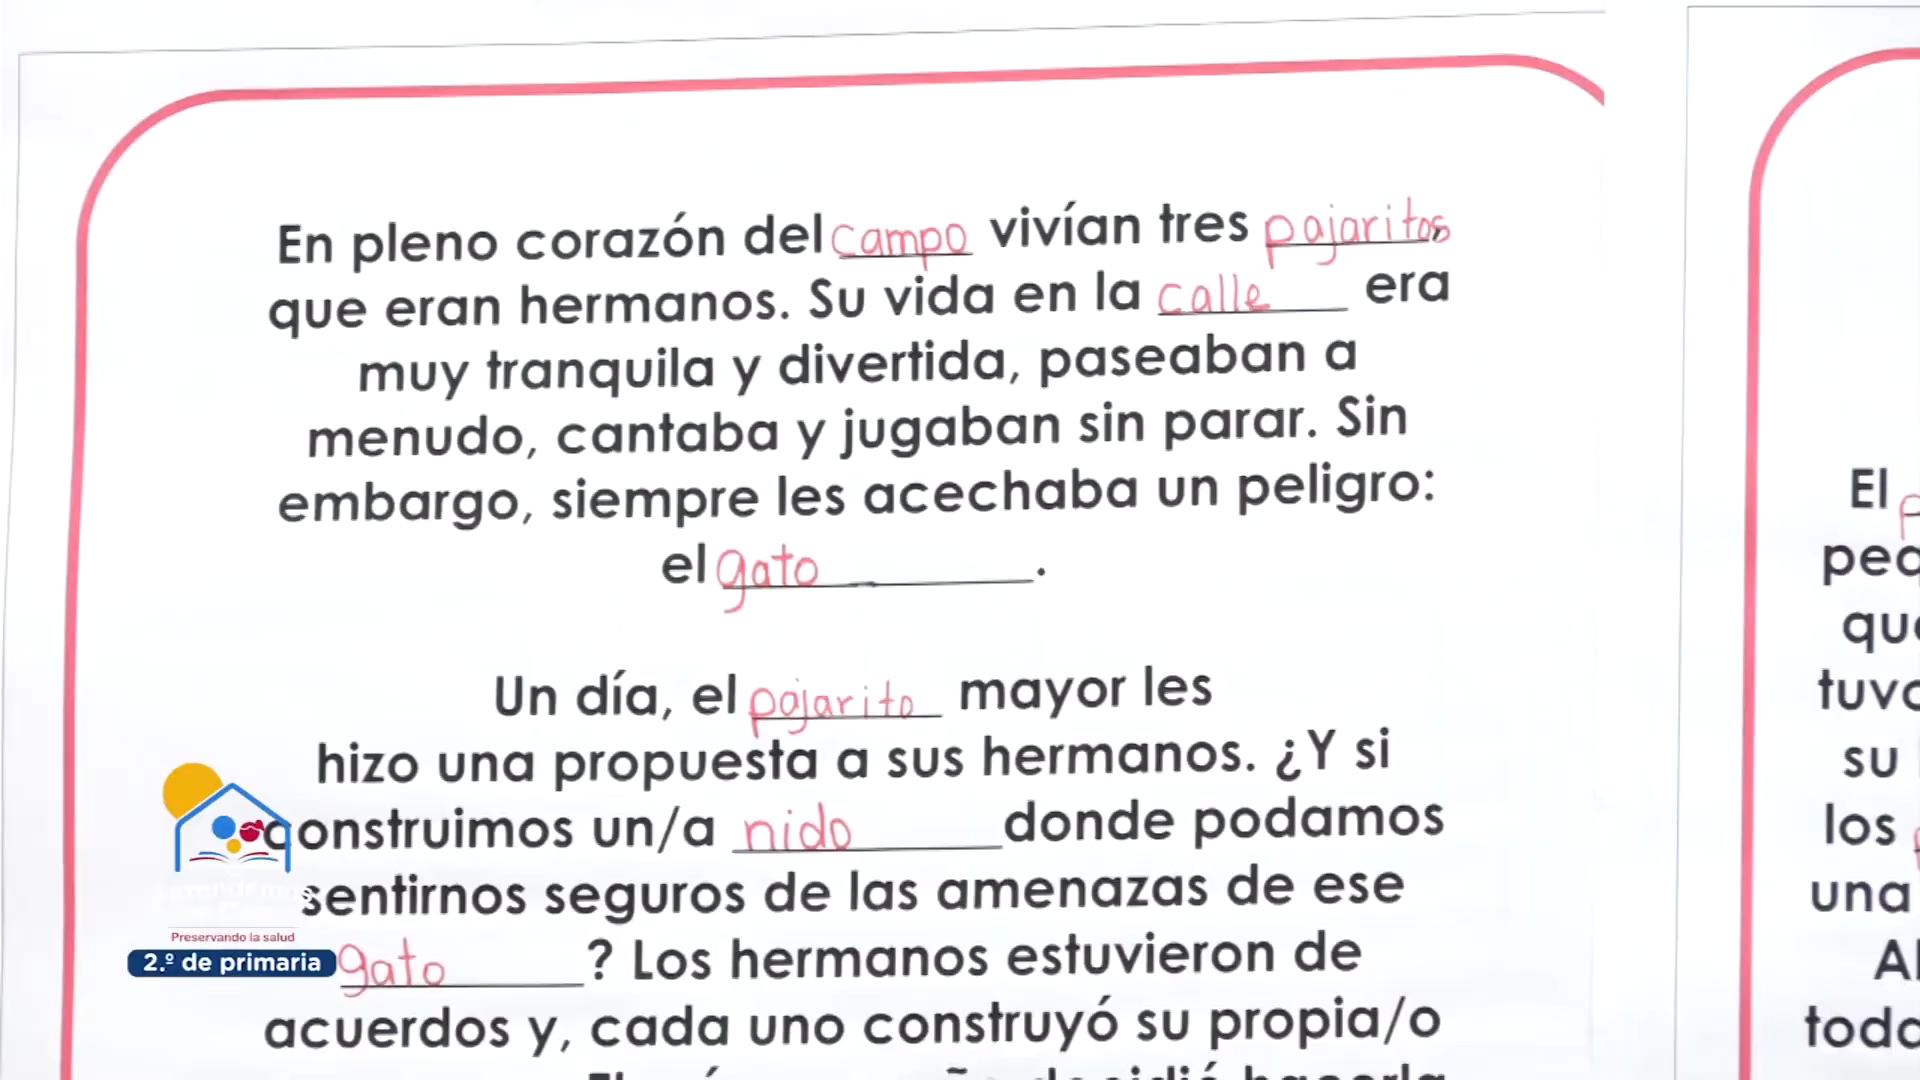 En pleno corazón del campo vivían tres pajaritos,
que eran hermanos. Su vida en la calle era
muy tranquila y divertida, paseaban a
menudo, cantaba y jugaban sin parar. Sin
embargo, siempre les acechaba un peligro:
el gato.
Un día, el pajarito mayor les
hizo una propuesta a sus hermanos. ¿Y si
construimos un/a nido donde podamos
sentirnos seguros de las amenazas de ese
gato? Los hermanos estuvieron de
acuerdos y, cada uno construyó su propia/o
Preservando la salud
2.º de primaria
El
su
los
una